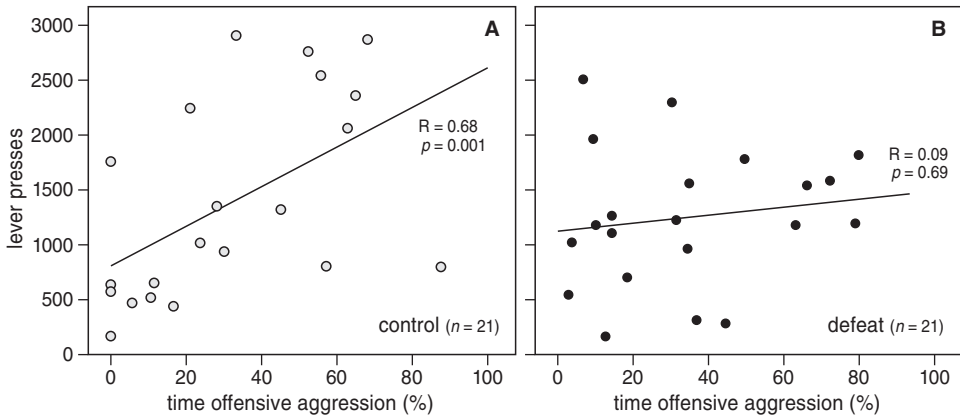 A
B
3000
2500
2000
1500
1000
500
0
lever presses
R = 0.68
p = 0.001
control (n = 21)
0 20 40 60 80 100
time offensive aggression (%)
R = 0.09
p = 0.69
defeat (n = 21)
0 20 40 60 80 100
time offensive aggression (%)